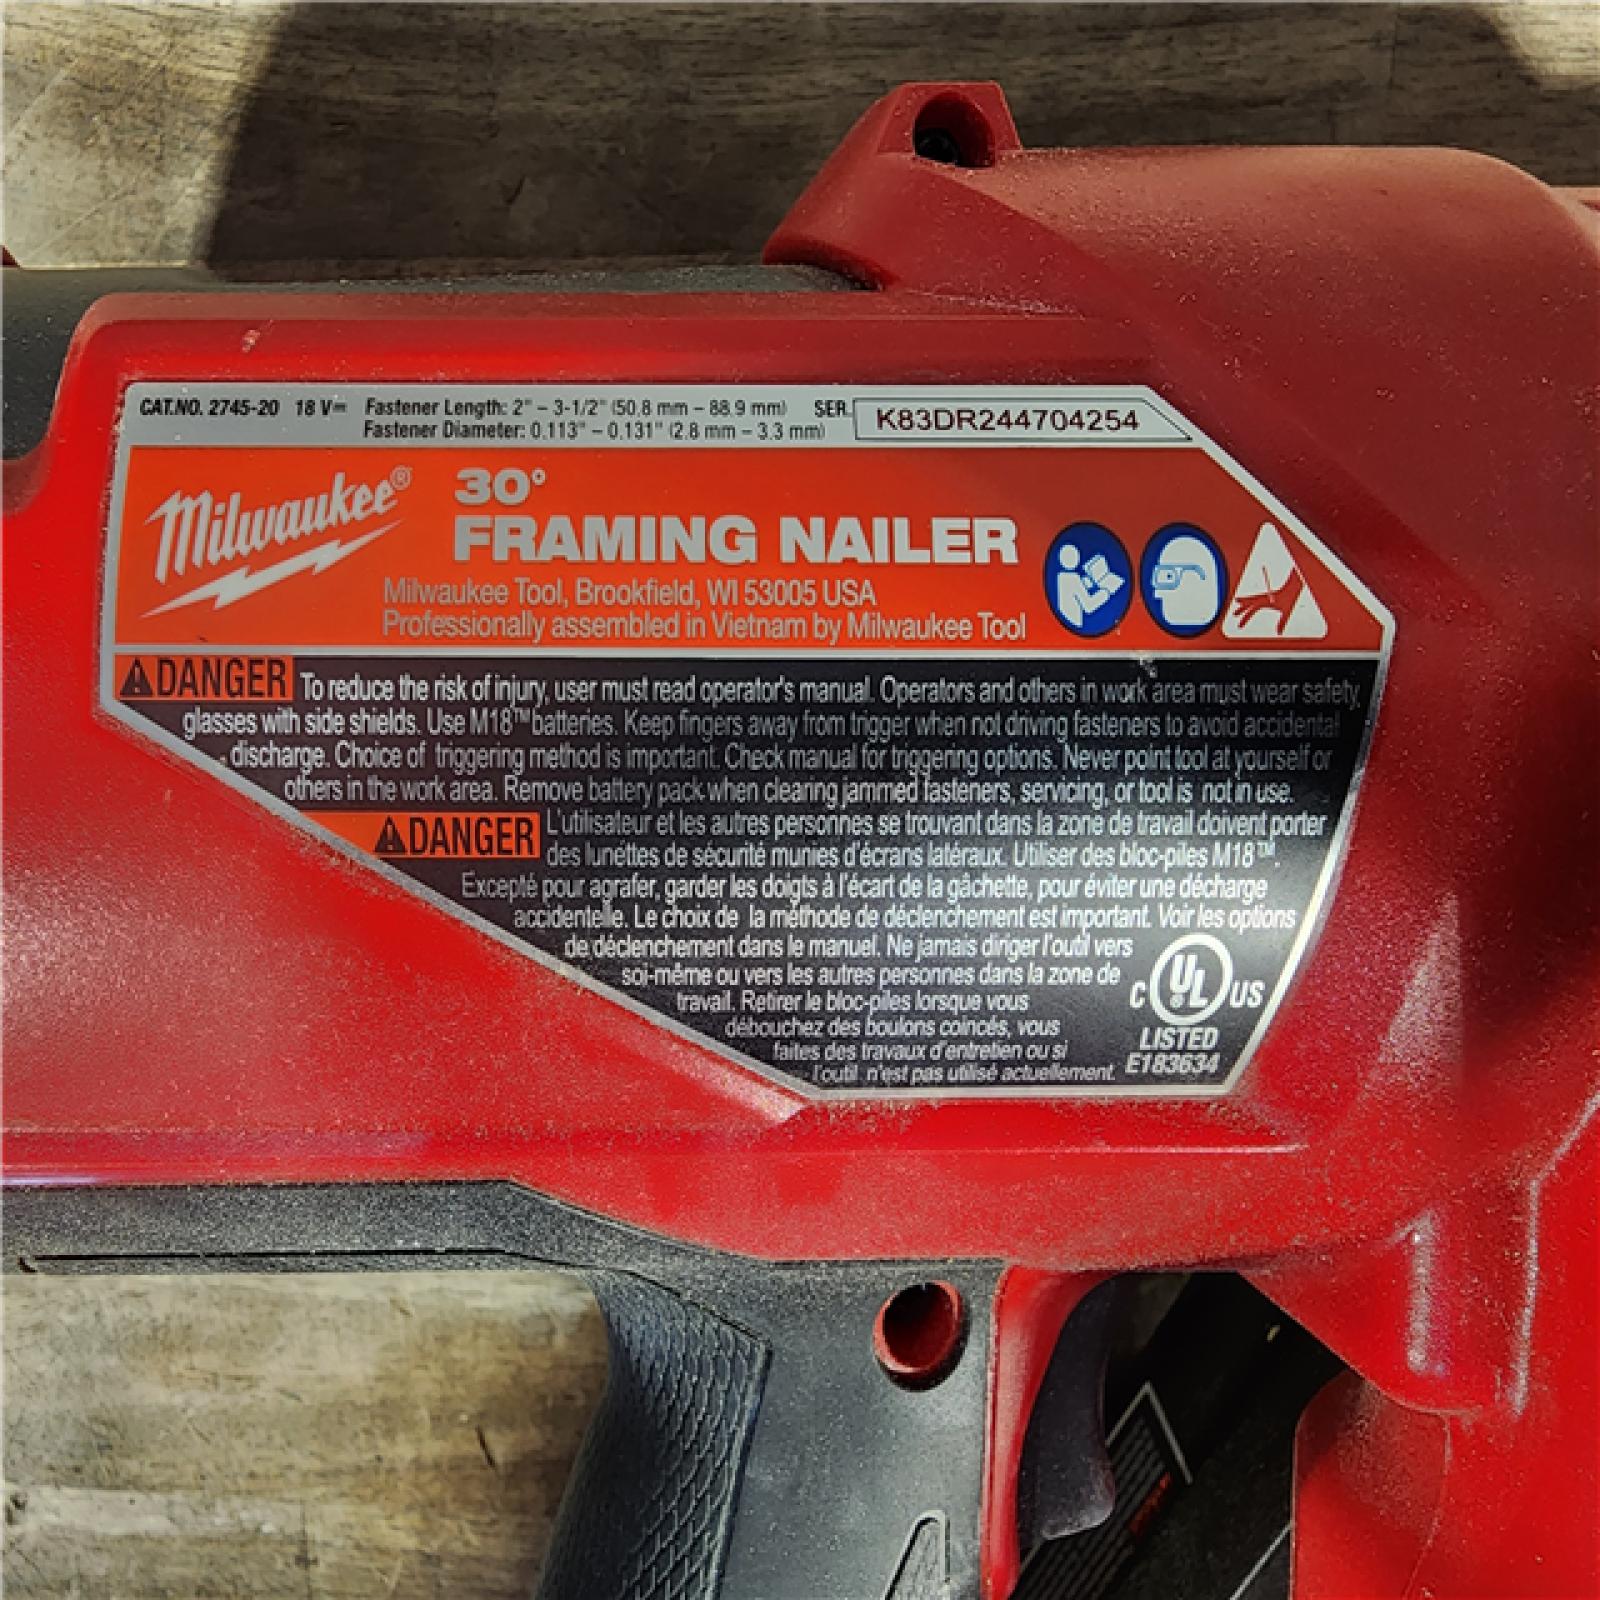 CAT.NO. 2745-20 18 V⎓ Fastener Length: 2" – 3-1/2" (50.8 mm – 88.9 mm) SER.
Fastener Diameter: 0.113" – 0.131" (2.8 mm – 3.3 mm)
K83DR244704254
Milwaukee®
30°
FRAMING NAILER
Milwaukee Tool, Brookfield, WI 53005 USA
Professionally assembled in Vietnam by Milwaukee Tool
DANGER To reduce the risk of injury, user must read operator's manual. Operators and others in work area must wear safety
glasses with side shields. Use M18™ batteries. Keep fingers away from trigger when not driving fasteners to avoid accidental
discharge. Choice of triggering method is important. Check manual for triggering options. Never point tool at yourself or
others in the work area. Remove battery pack when clearing jammed fasteners, servicing, or tool is not in use.
DANGER L'utilisateur et les autres personnes se trouvant dans la zone de travail doivent porter
des lunettes de sécurité munies d'écrans latéraux. Utiliser des bloc-piles M18™.
Excepté pour agrafer, garder les doigts à l'écart de la gâchette, pour éviter une décharge
accidentelle. Le choix de la méthode de déclenchement est important. Voir les options
de déclenchement dans le manuel. Ne jamais diriger l'outil vers
soi-même ou vers les autres personnes dans la zone de
travail. Retirer le bloc-piles lorsque vous
débouchez des boulons coincés, vous
faites des travaux d'entretien ou si
l'outil n'est pas utilisé actuellement.
C UL® US
LISTED
E183634